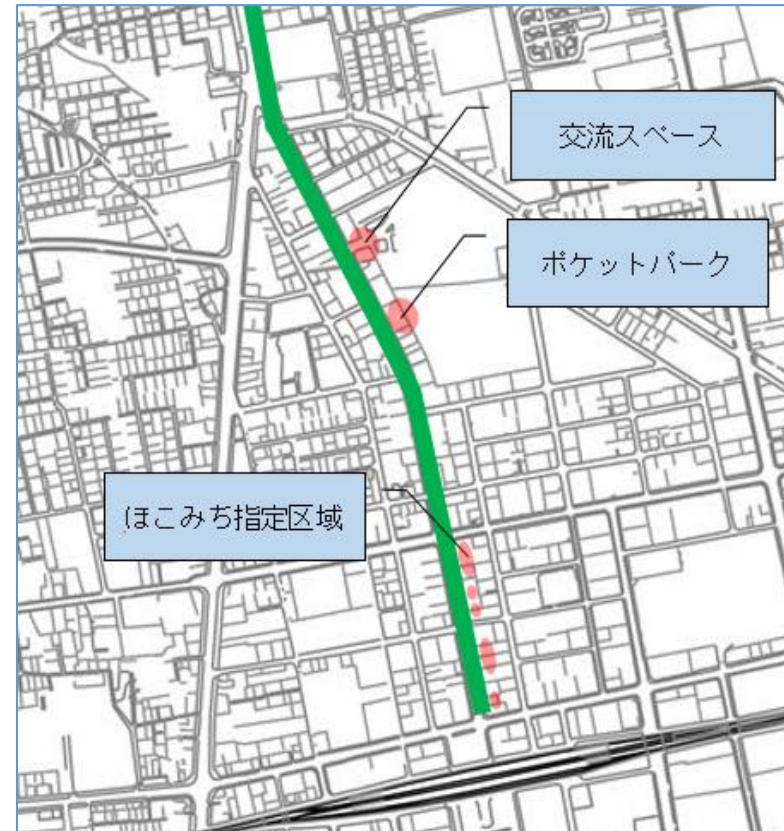 交流スペース
ポケットパーク
ほこみち指定区域